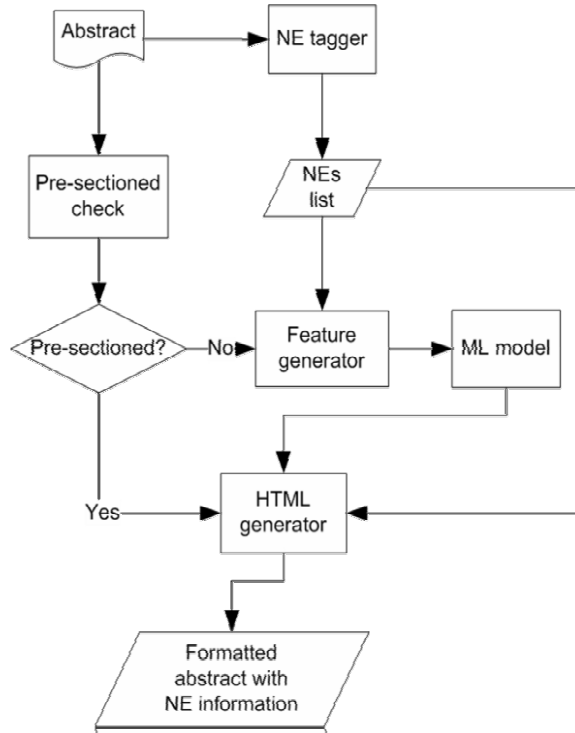 Abstract
NE tagger
Pre-sectioned
check
NEs
list
Pre-sectioned?
No
Feature
generator
ML model
Yes
HTML
generator
Formatted
abstract with
NE information